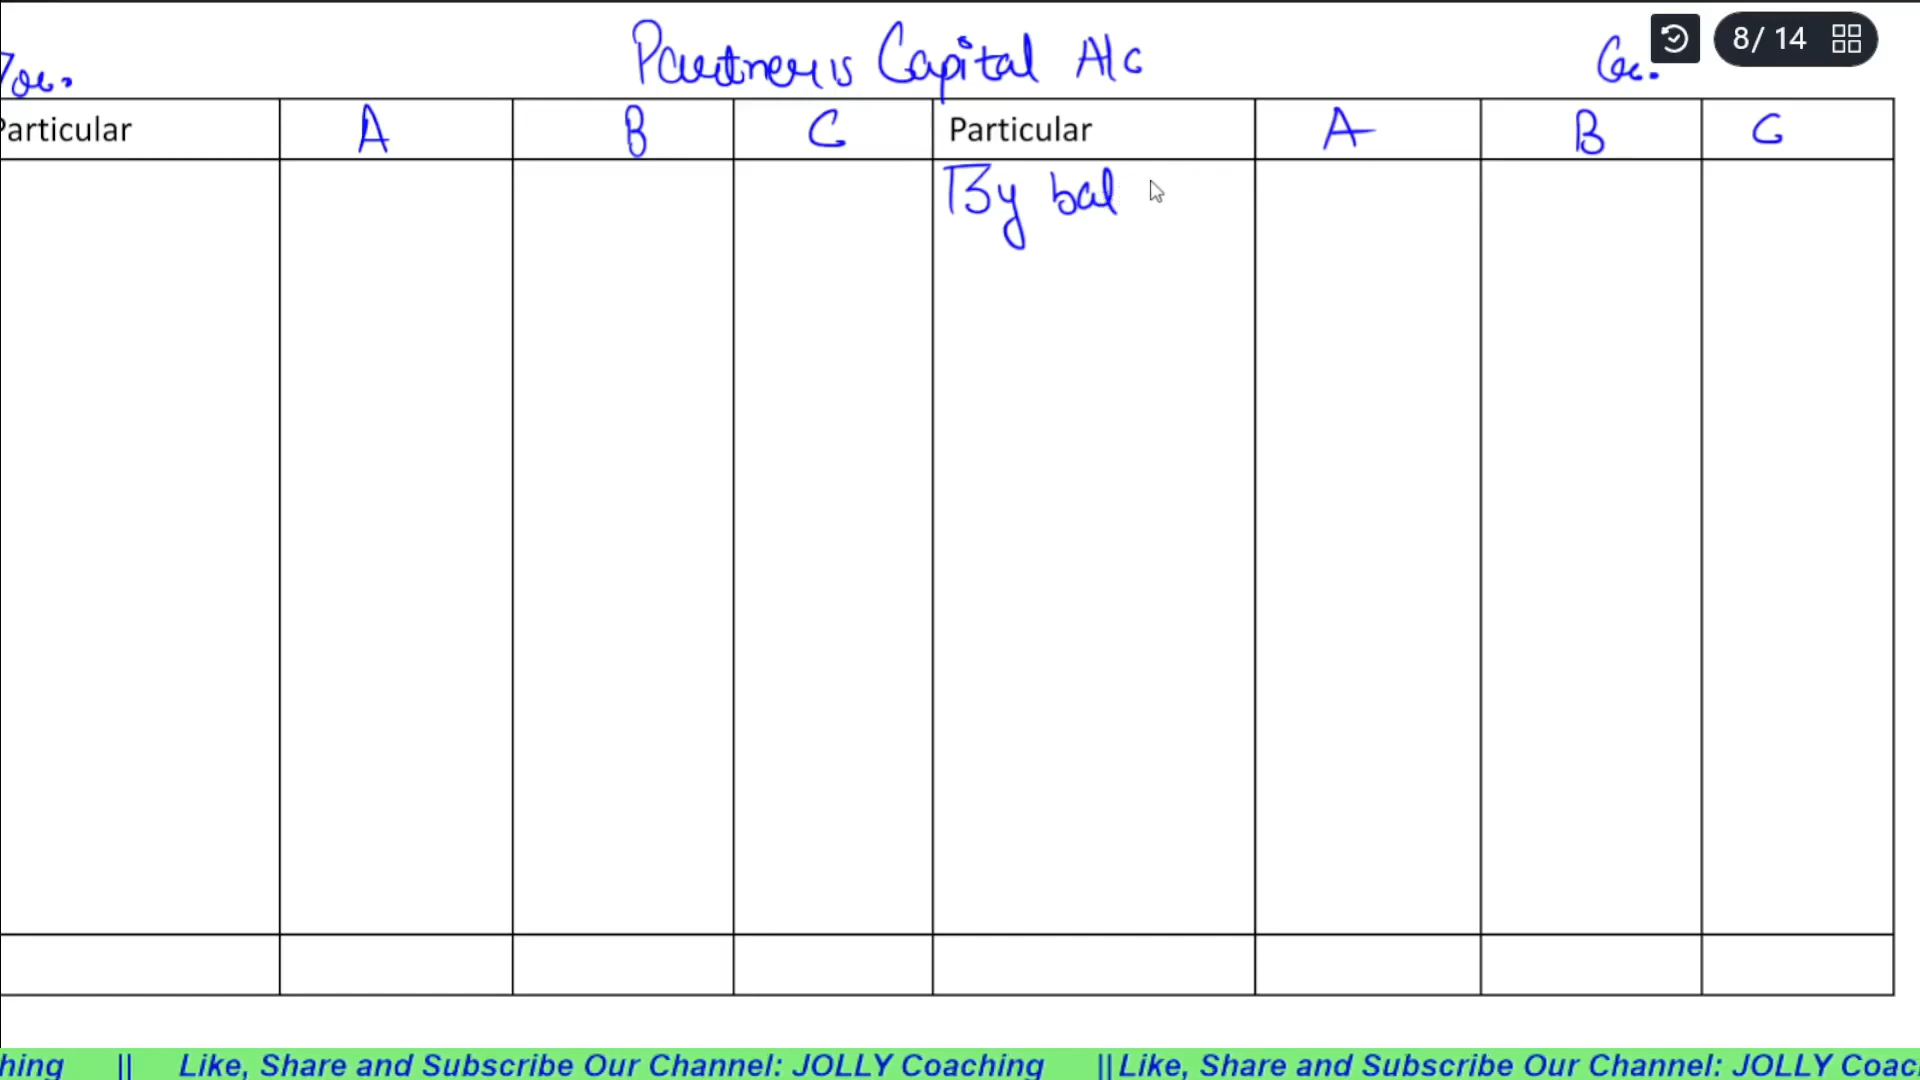 Partner's Capital A/c
Cr.
8/ 14
Particular A B C Particular A B C
By bal
hing || Like, Share and Subscribe Our Channel: JOLLY Coaching || Like, Share and Subscribe Our Channel: JOLLY Coac